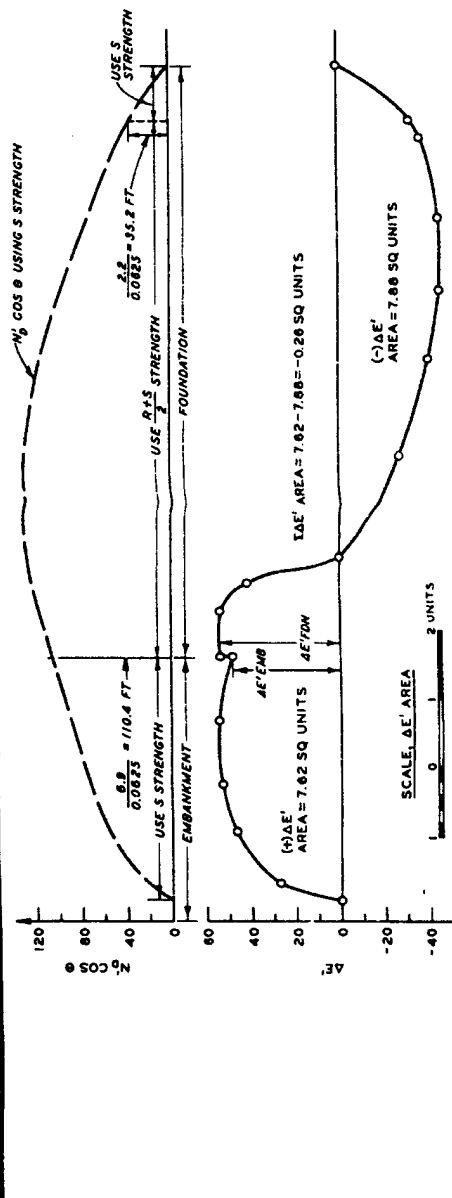 120
80
40
0
N'D COS θ
N'D COS θ USING S STRENGTH
6.9
0.0625
= 110.4 FT
2.2
0.0625
= 35.2 FT
USE S
STRENGTH
USE S STRENGTH
USE R+S
2
STRENGTH
EMBANKMENT
FOUNDATION
60
40
20
0
-20
-40
ΔE'
(+)ΔE'
AREA = 7.62 SQ UNITS
ΔE' EMB
ΔE' FDN
ΣΔE' AREA = 7.62 - 7.88 = -0.26 SQ UNITS
(-)ΔE'
AREA = 7.88 SQ UNITS
SCALE, ΔE' AREA
1 0 1 2 UNITS